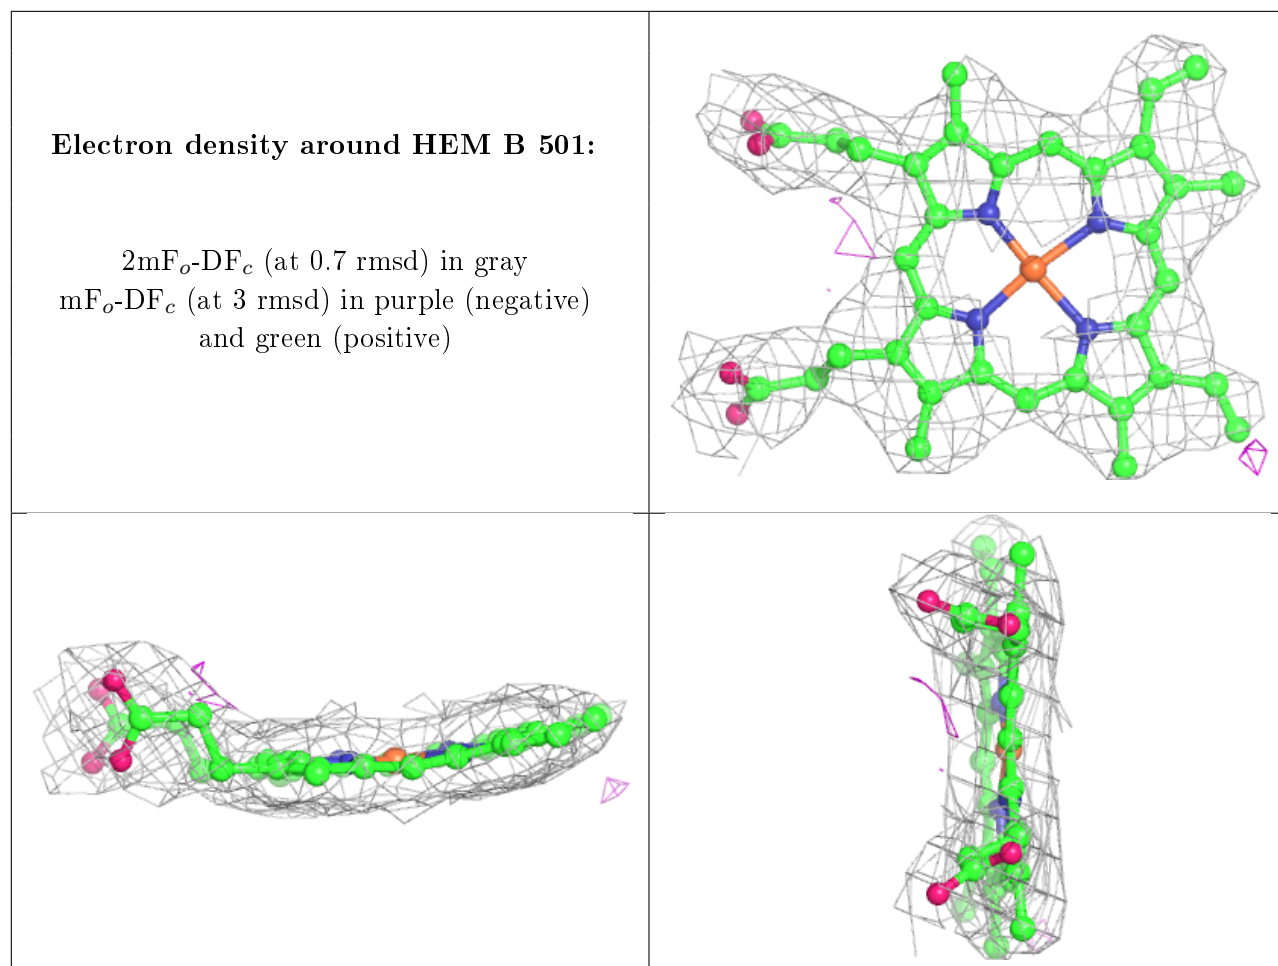 Electron density around HEM B 501:
2mFo-DFc (at 0.7 rmsd) in gray
mFo-DFc (at 3 rmsd) in purple (negative)
and green (positive)